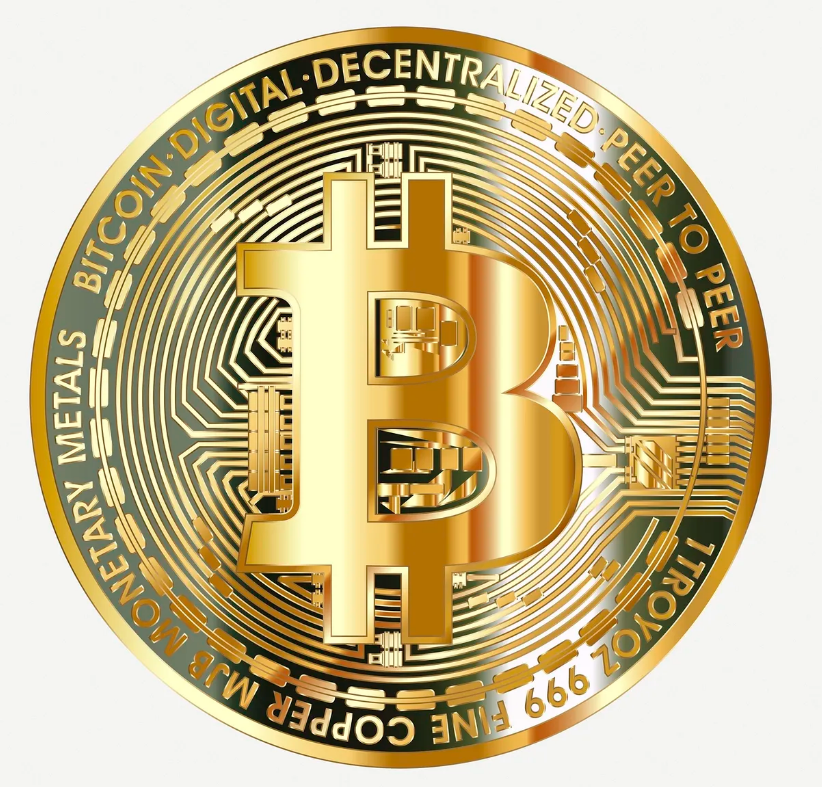 BITCOIN·DIGITAL·DECENTRALIZED·PEER TO PEER
1TROYOZ 999 FINE COPPER MJB MONETARY METALS